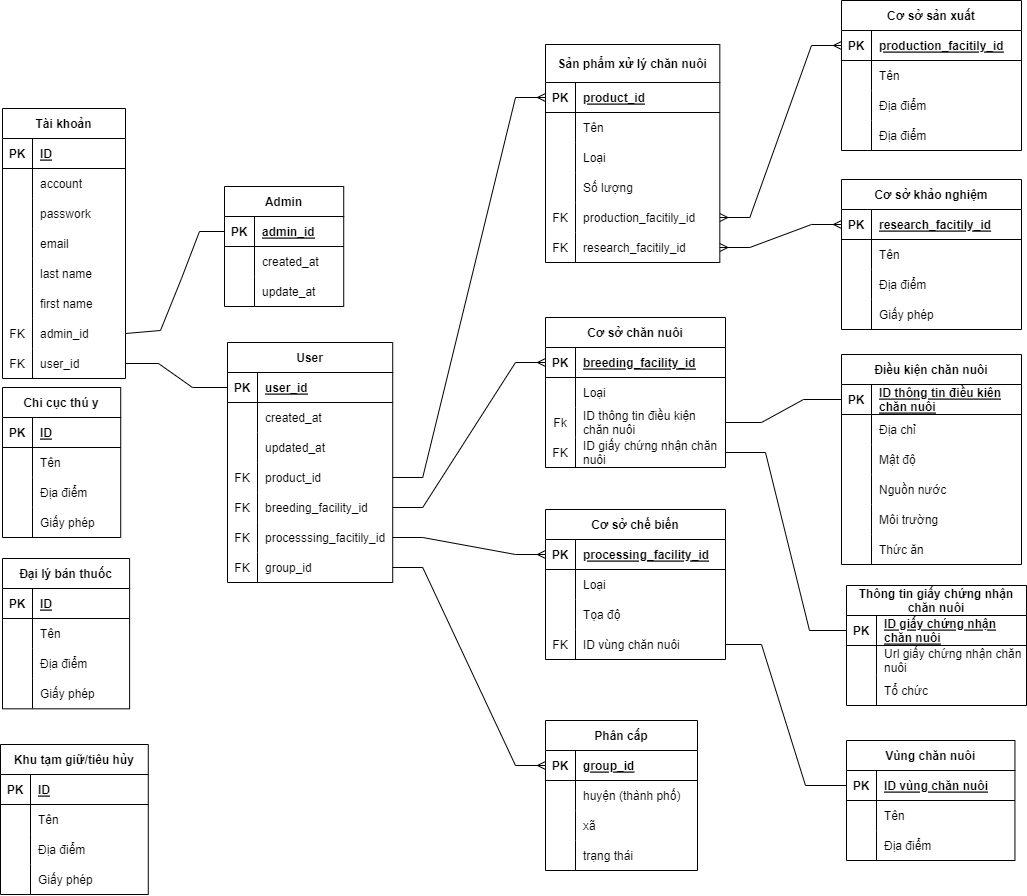 Tài khoản
PK ID
account
passwork
email
last name
first name
FK admin_id
FK user_id
Chi cục thú y
PK ID
Tên
Địa điểm
Giấy phép
Đại lý bán thuốc
PK ID
Tên
Địa điểm
Giấy phép
Khu tạm giữ/tiêu hủy
PK ID
Tên
Địa điểm
Giấy phép
Admin
PK admin_id
created_at
update_at
User
PK user_id
created_at
updated_at
FK product_id
FK breeding_facility_id
FK processsing_facitily_id
FK group_id
Sản phẩm xử lý chăn nuôi
PK product_id
Tên
Loại
Số lượng
FK production_facitily_id
FK research_facitily_id
Cơ sở chăn nuôi
PK breeding_facility_id
Loại
Fk ID thông tin điều kiện
chăn nuôi
FK ID giấy chứng nhận chăn
nuôi
Cơ sở chế biến
PK processing_facility_id
Loại
Tọa độ
FK ID vùng chăn nuôi
Phân cấp
PK group_id
huyện (thành phố)
xã
trạng thái
Cơ sở sản xuất
PK production_facitily_id
Tên
Địa điểm
Địa điểm
Cơ sở khảo nghiệm
PK research_facitily_id
Tên
Địa điểm
Giấy phép
Điều kiện chăn nuôi
PK ID thông tin điều kiên
chăn nuôi
Địa chỉ
Mật độ
Nguồn nước
Môi trường
Thức ăn
Thông tin giấy chứng nhận
chăn nuôi
PK ID giấy chứng nhận
chăn nuôi
Url giấy chứng nhận chăn
nuôi
Tổ chức
Vùng chăn nuôi
PK ID vùng chăn nuôi
Tên
Địa điểm